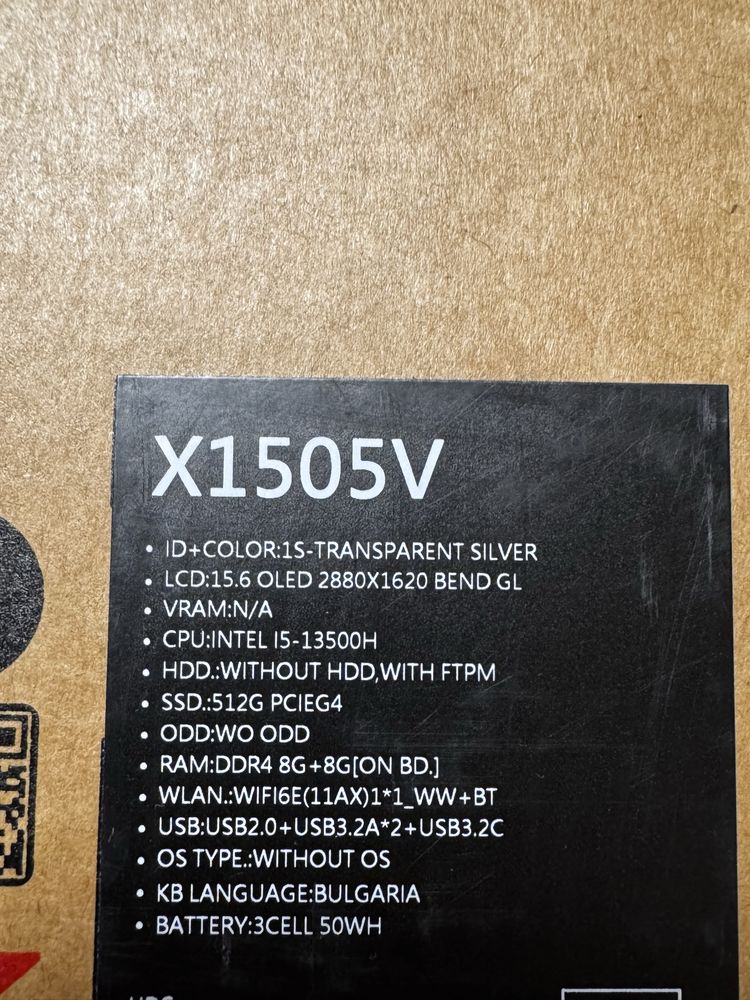 X1505V
• ID+COLOR:1S-TRANSPARENT SILVER
• LCD:15.6 OLED 2880X1620 BEND GL
• VRAM:N/A
• CPU:INTEL I5-13500H
• HDD.:WITHOUT HDD,WITH FTPM
• SSD.:512G PCIEG4
• ODD:WO ODD
• RAM:DDR4 8G+8G[ON BD.]
• WLAN.:WIFI6E(11AX)1*1_WW+BT
• USB:USB2.0+USB3.2A*2+USB3.2C
• OS TYPE.:WITHOUT OS
• KB LANGUAGE:BULGARIA
• BATTERY:3CELL 50WH